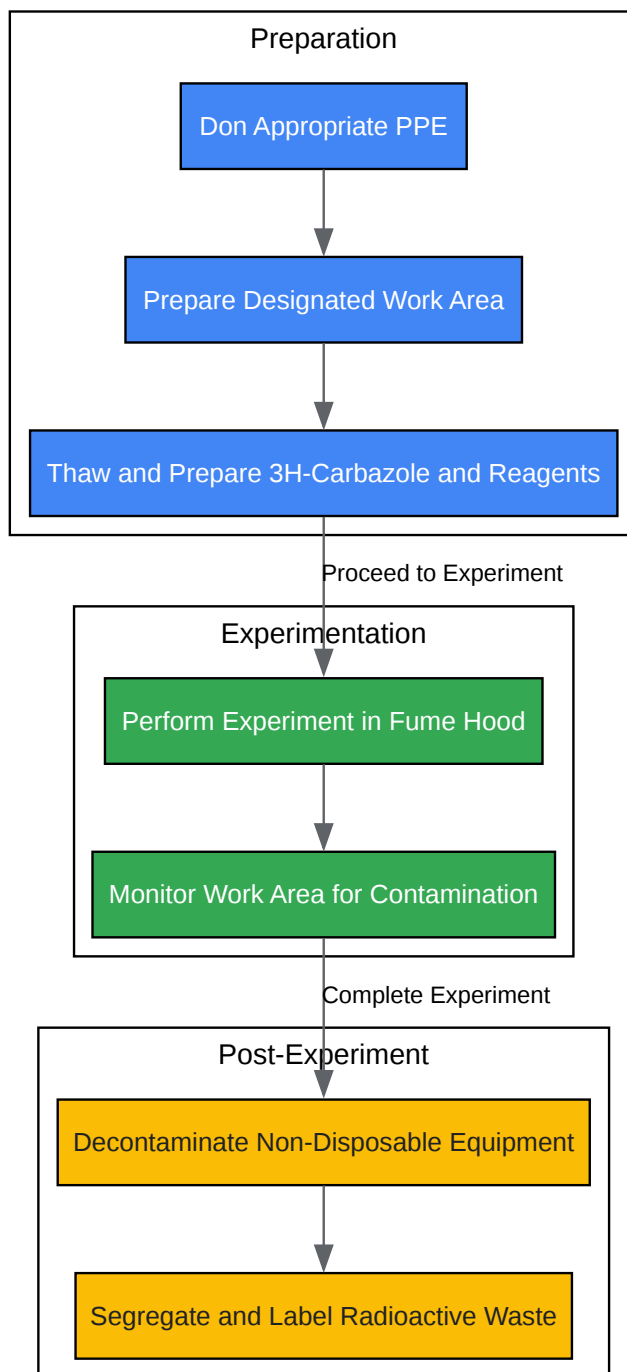 Preparation
Don Appropriate PPE
Prepare Designated Work Area
Thaw and Prepare 3H-Carbazole and Reagents
Proceed to Experiment
Experimentation
Perform Experiment in Fume Hood
Monitor Work Area for Contamination
Complete Experiment
Post-Experiment
Decontaminate Non-Disposable Equipment
Segregate and Label Radioactive Waste